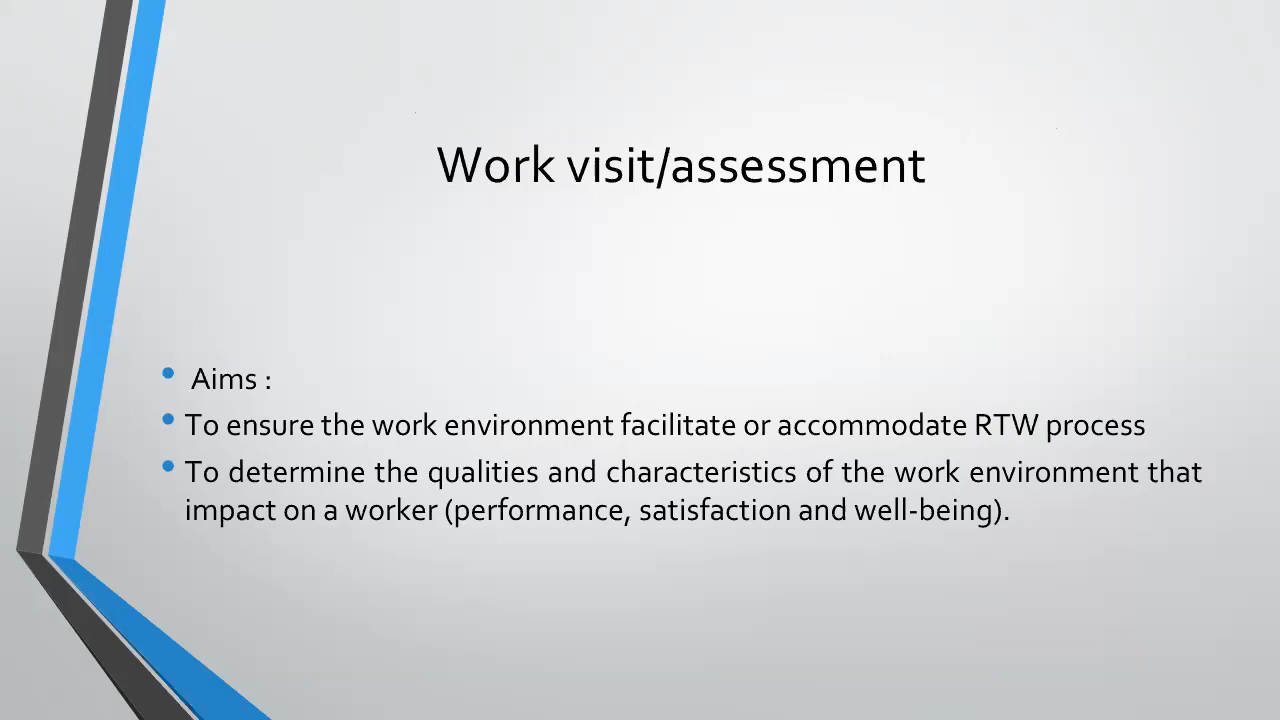 Work visit/assessment
Aims :
To ensure the work environment facilitate or accommodate RTW process
To determine the qualities and characteristics of the work environment that
impact on a worker (performance, satisfaction and well-being).